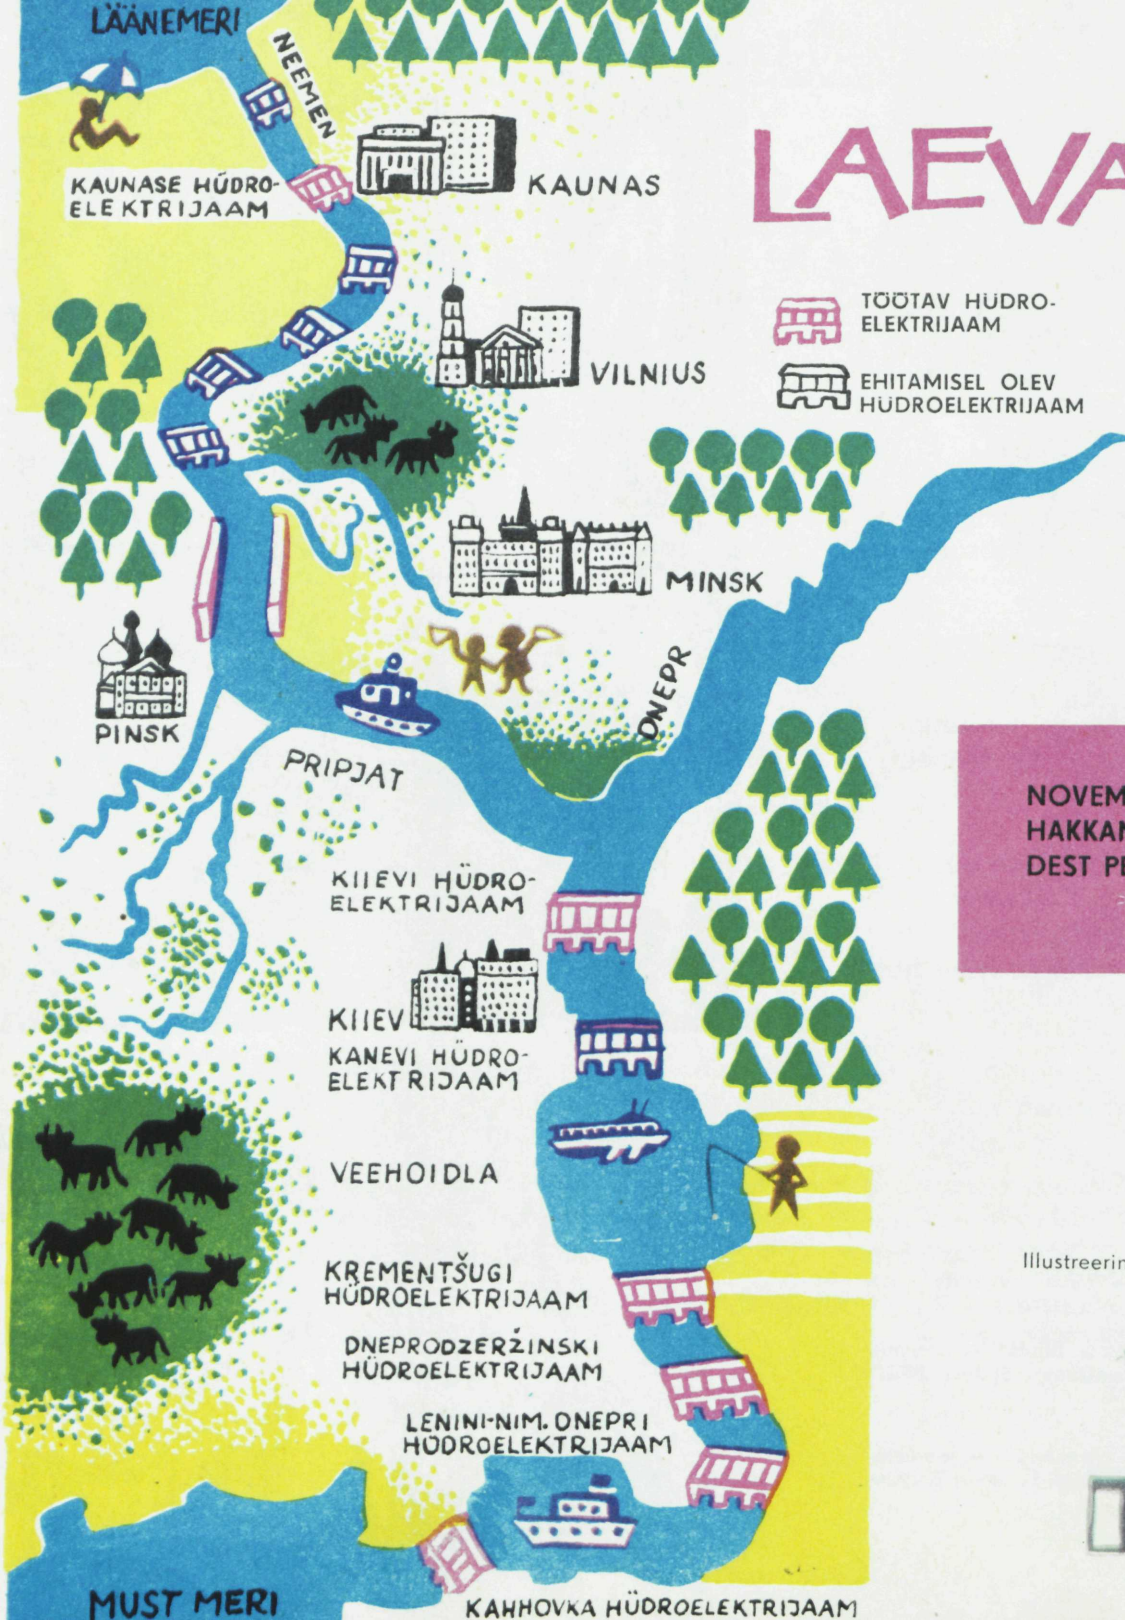 LÄÄNEMERI
NEEMEN
KAUNASE HÜDRO-
ELEKTRIJAAM
KAUNAS
LAEVA
TÖÖTAV HÜDRO-
ELEKTRIJAAM
VILNIUS
EHITAMISEL OLEV
HÜDROELEKTRIJAAM
MINSK
DNEPR
PINSK
PRIPJAT
NOVEM
HAKKAN
DEST
KIIEVI HÜDRO-
ELEKTRIJAAM
KIIEV
KANEVI HÜDRO-
ELEKTRIJAAM
VEEHOIDLA
Illustreerin
KREMENTŠUGI
HÜDROELEKTRIJAAM
DNEPRODZERŽINSKI
HÜDROELEKTRIJAAM
LENINI-NIM. DNEPRI
HÜDROELEKTRIJAAM
MUST MERI
KAHHOVKA HÜDROELEKTRIJAAM